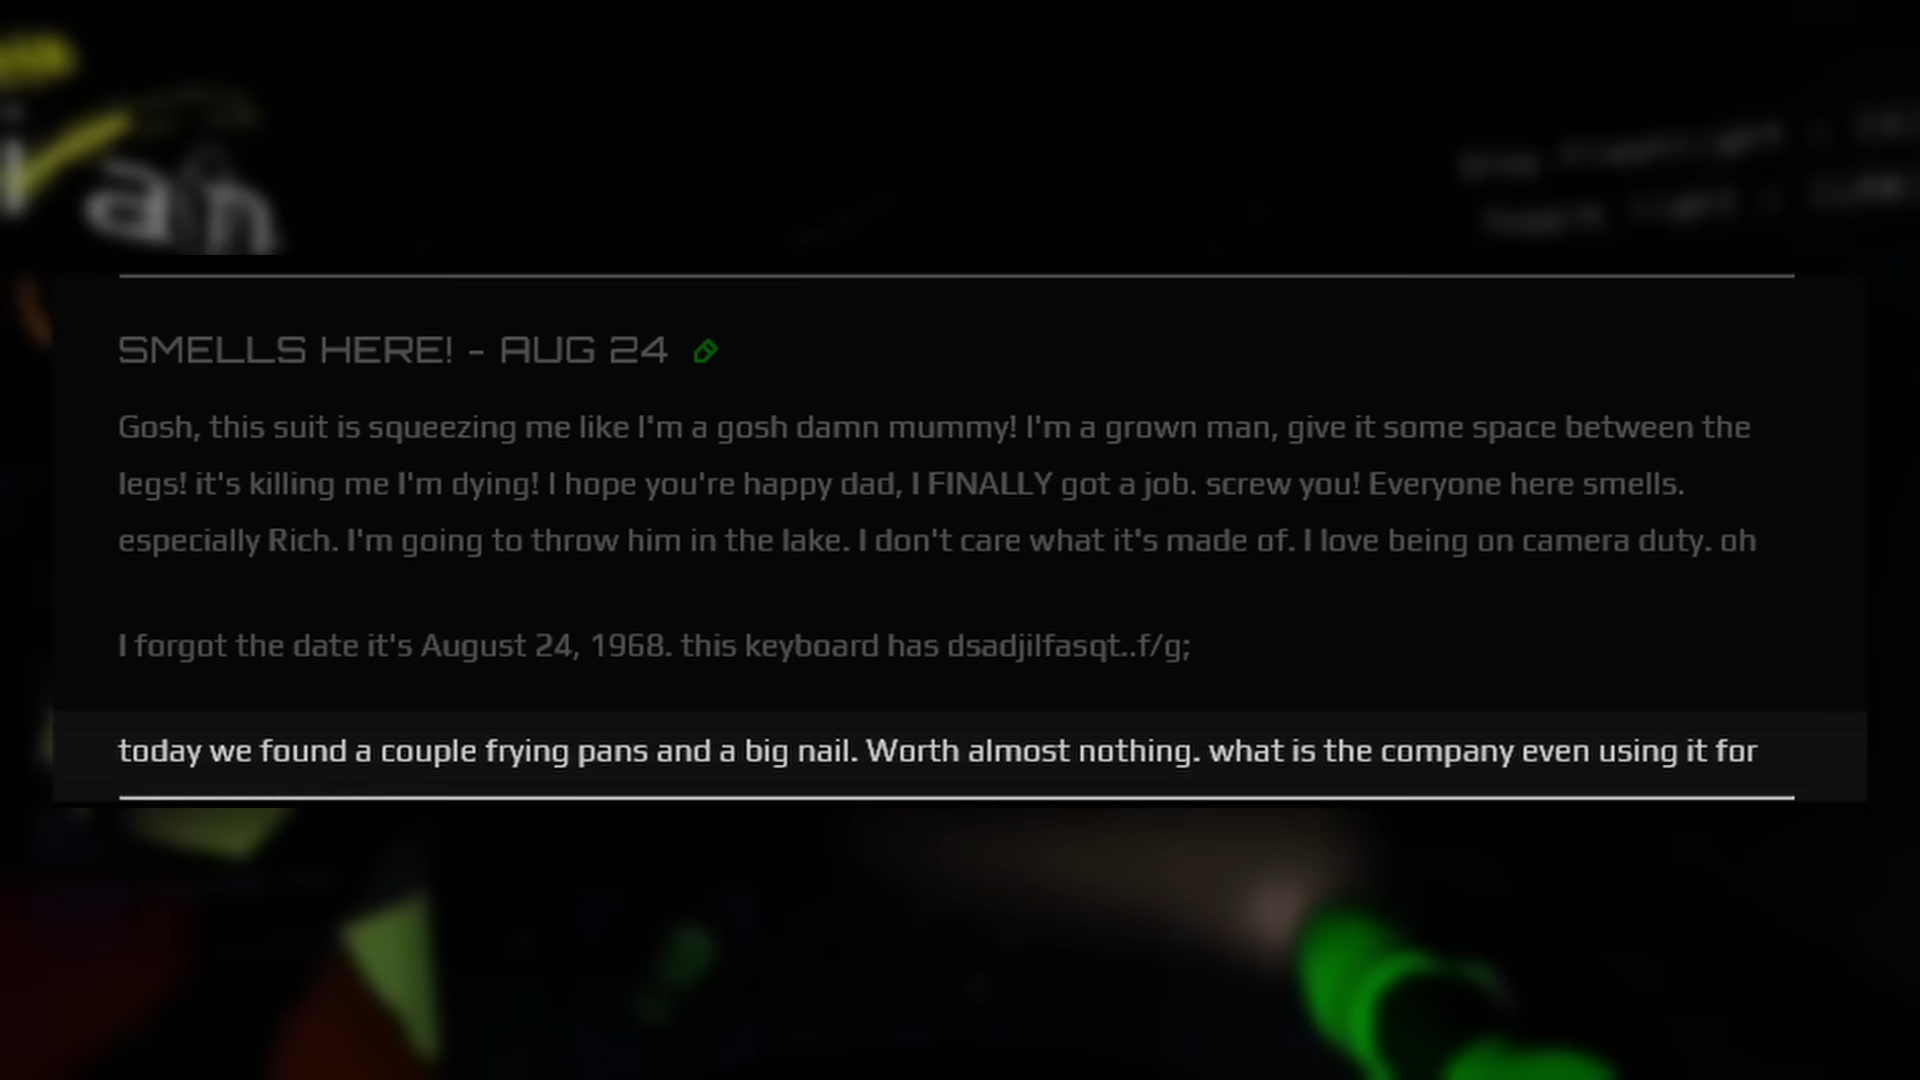 SMELLS HERE! - AUG 24
Gosh, this suit is squeezing me like I'm a gosh damn mummy! I'm a grown man, give it some space between the
legs! it's killing me I'm dying! I hope you're happy dad, I FINALLY got a job. screw you! Everyone here smells.
especially Rich. I'm going to throw him in the lake. I don't care what it's made of. I love being on camera duty. oh
I forgot the date it's August 24, 1968. this keyboard has dsadjilfasqt..f/g;
today we found a couple frying pans and a big nail. Worth almost nothing. what is the company even using it for